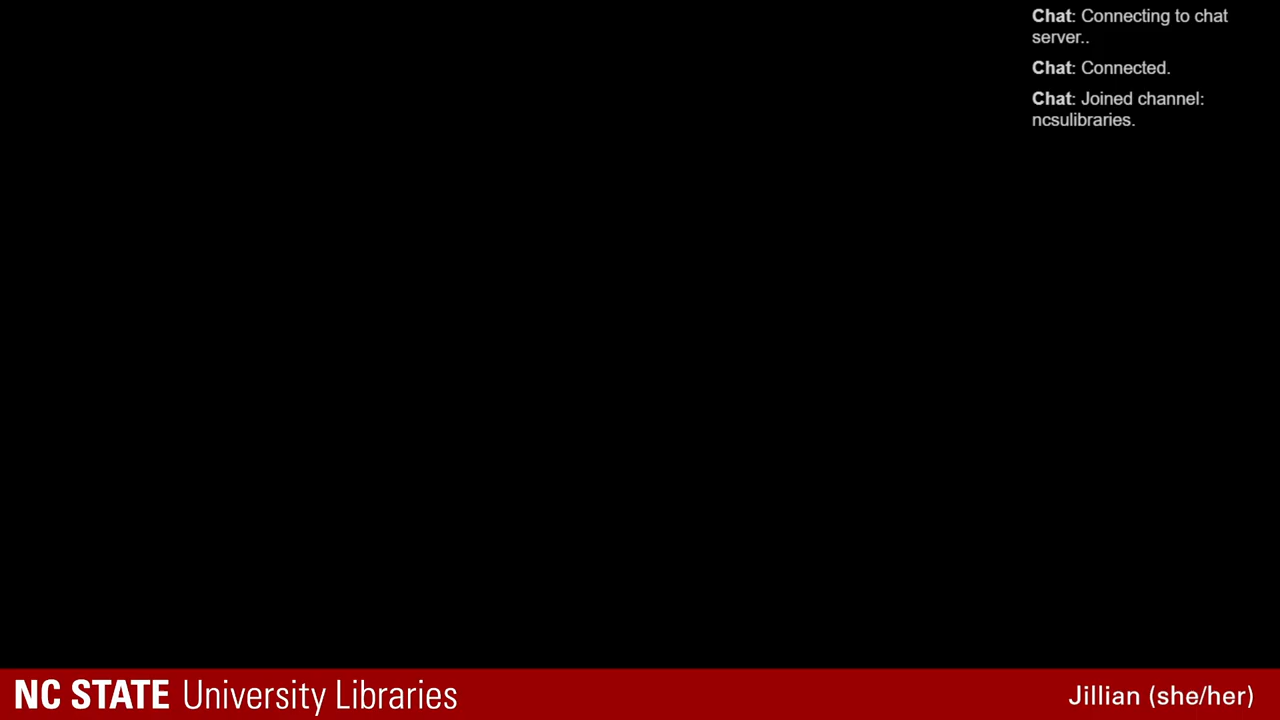 Chat: Connecting to chat
server..
Chat: Connected.
Chat: Joined channel:
ncsulibraries.
NC STATE University Libraries
Jillian (she/her)